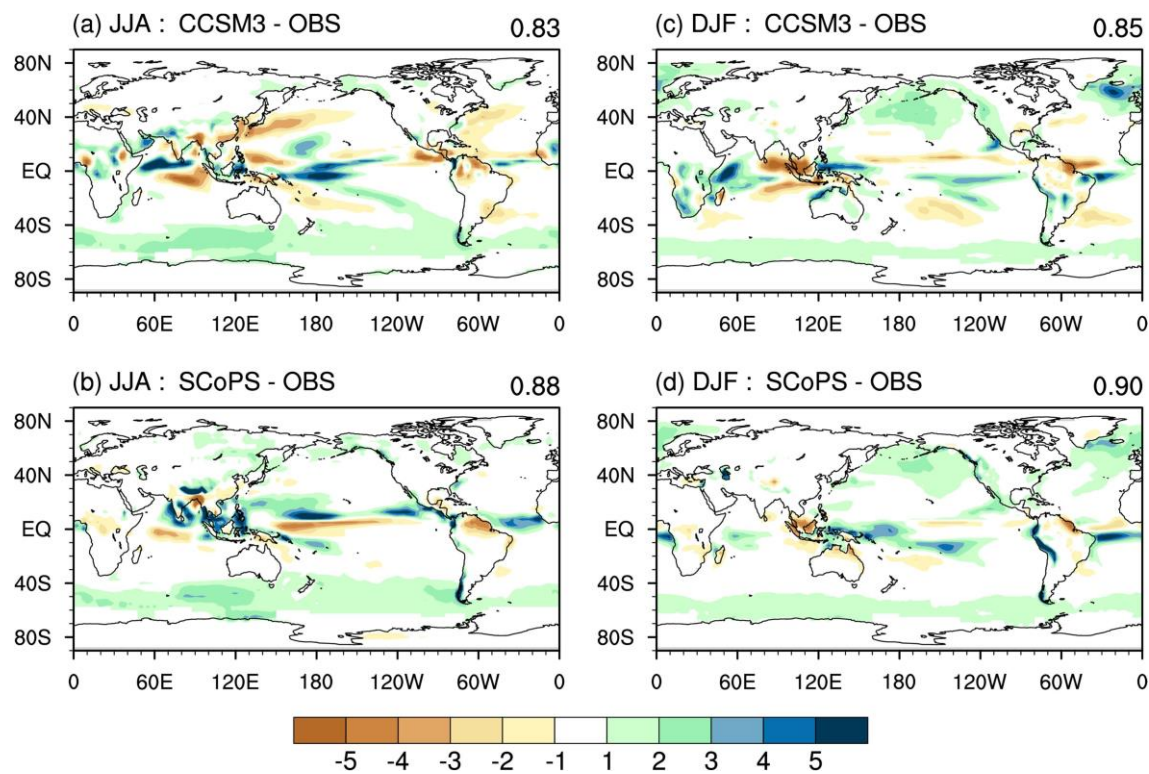 (a) JJA : CCSM3 - OBS 0.83
(c) DJF : CCSM3 - OBS 0.85
80N
40N
EQ
40S
80S
0 60E 120E 180 120W 60W 0
80N
40N
EQ
40S
80S
0 60E 120E 180 120W 60W 0
(b) JJA : SCoPS - OBS 0.88
(d) DJF : SCoPS - OBS 0.90
80N
40N
EQ
40S
80S
0 60E 120E 180 120W 60W 0
80N
40N
EQ
40S
80S
0 60E 120E 180 120W 60W 0
-5 -4 -3 -2 -1 1 2 3 4 5